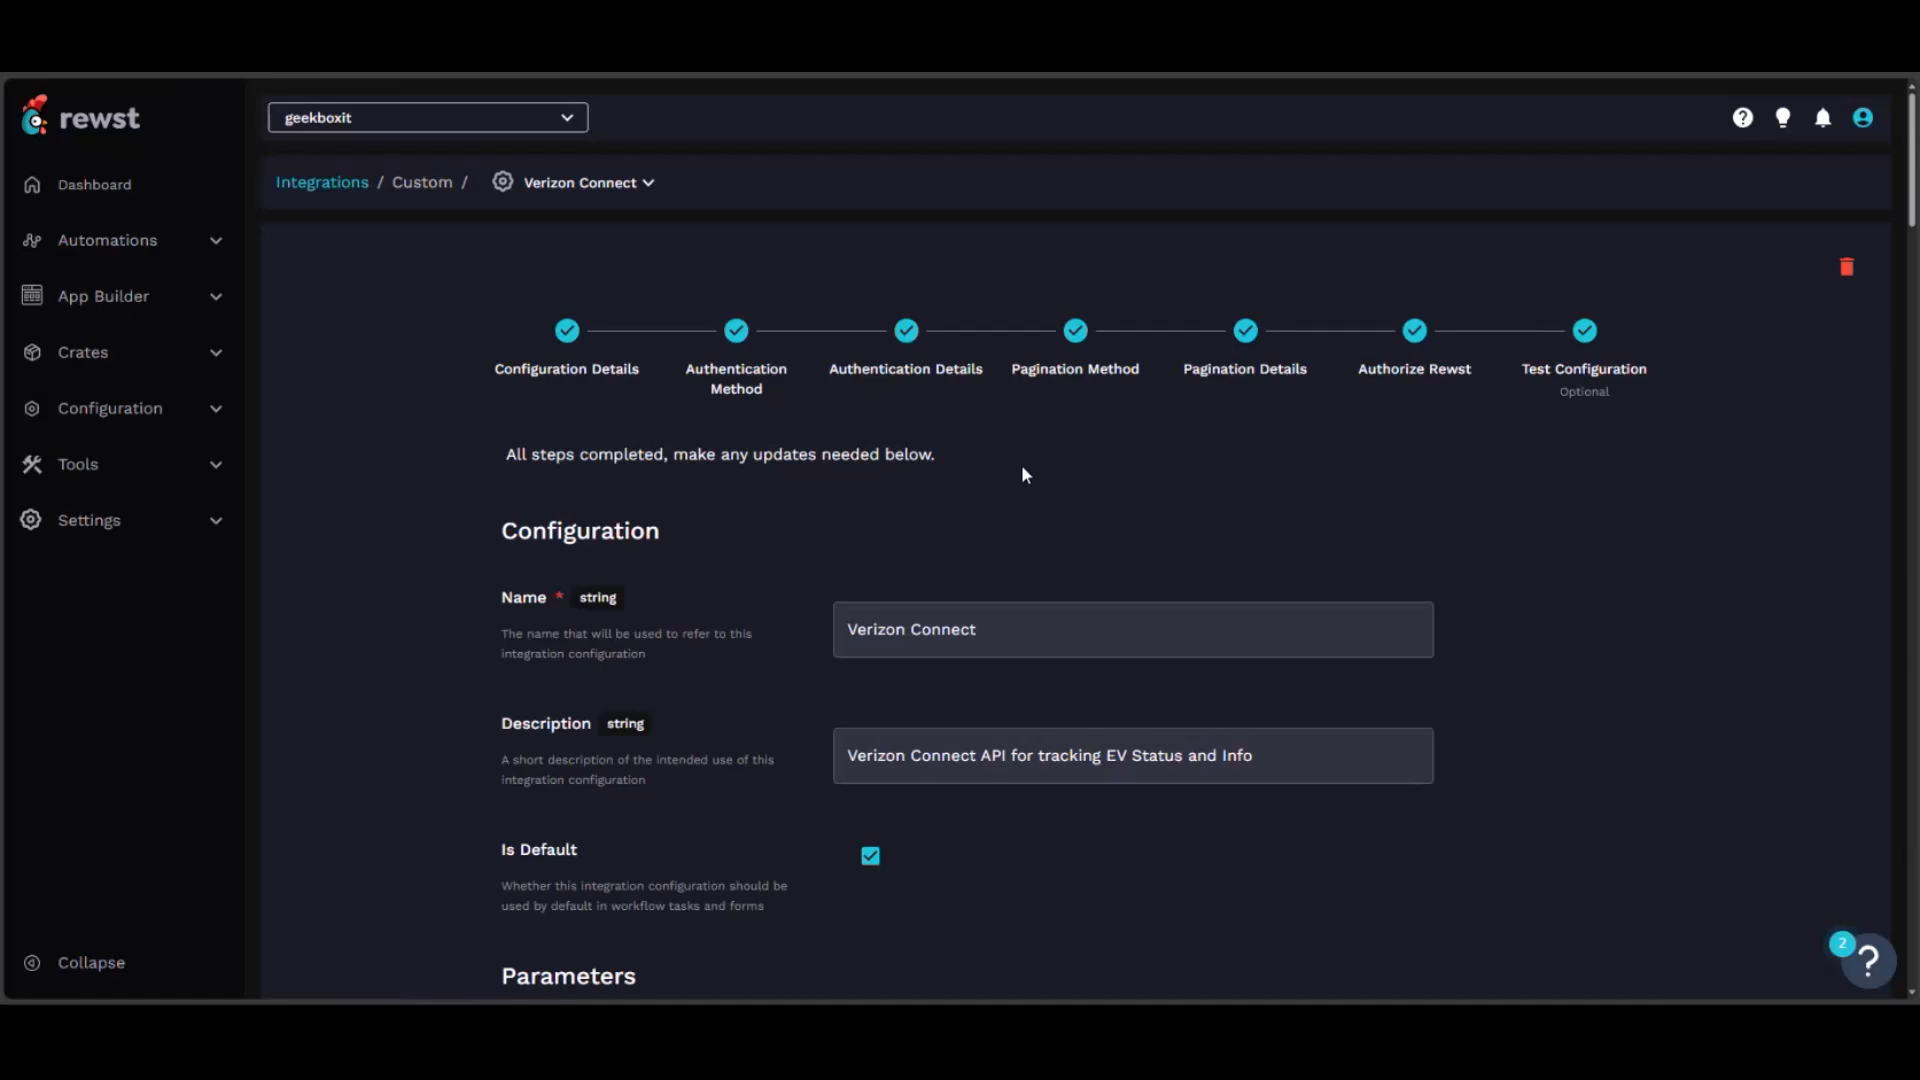 rewst
geekboxit
Integrations / Custom / Verizon Connect
Dashboard
Automations
App Builder
Crates
Configuration
Tools
Settings
Collapse
Configuration Details
Authentication
Method
Authentication Details
Pagination Method
Pagination Details
Authorize Rewst
Test Configuration
Optional
All steps completed, make any updates needed below.
Configuration
Name * string
The name that will be used to refer to this
integration configuration
Verizon Connect
Description string
A short description of the intended use of this
integration configuration
Verizon Connect API for tracking EV Status and Info
Is Default
Whether this integration configuration should be
used by default in workflow tasks and forms
Parameters
2
?